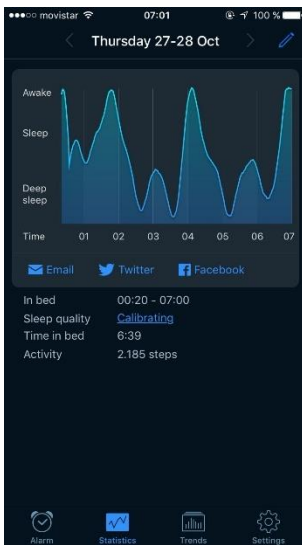 movistar 07:01 100 %
Thursday 27-28 Oct
Awake
Sleep
Deep
sleep
Time 01 02 03 04 05 06 07
Email Twitter Facebook
In bed 00:20 - 07:00
Sleep quality Calibrating
Time in bed 6:39
Activity 2.185 steps
Alarm Statistics Trends Settings